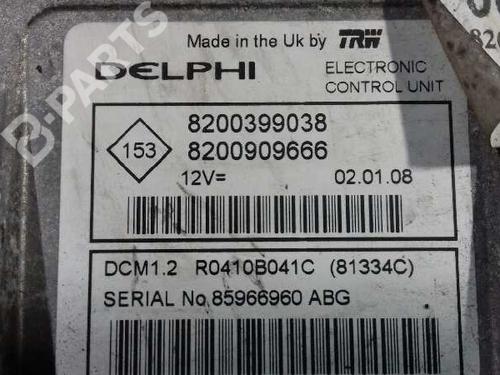 Made in the Uk by TRW
DELPHI
ELECTRONIC
CONTROL UNIT
153
8200399038
8200909666
12V=
02.01.08
DCM1.2 R0410B041C (81334C)
SERIAL No 85966960 ABG
B-PARTS